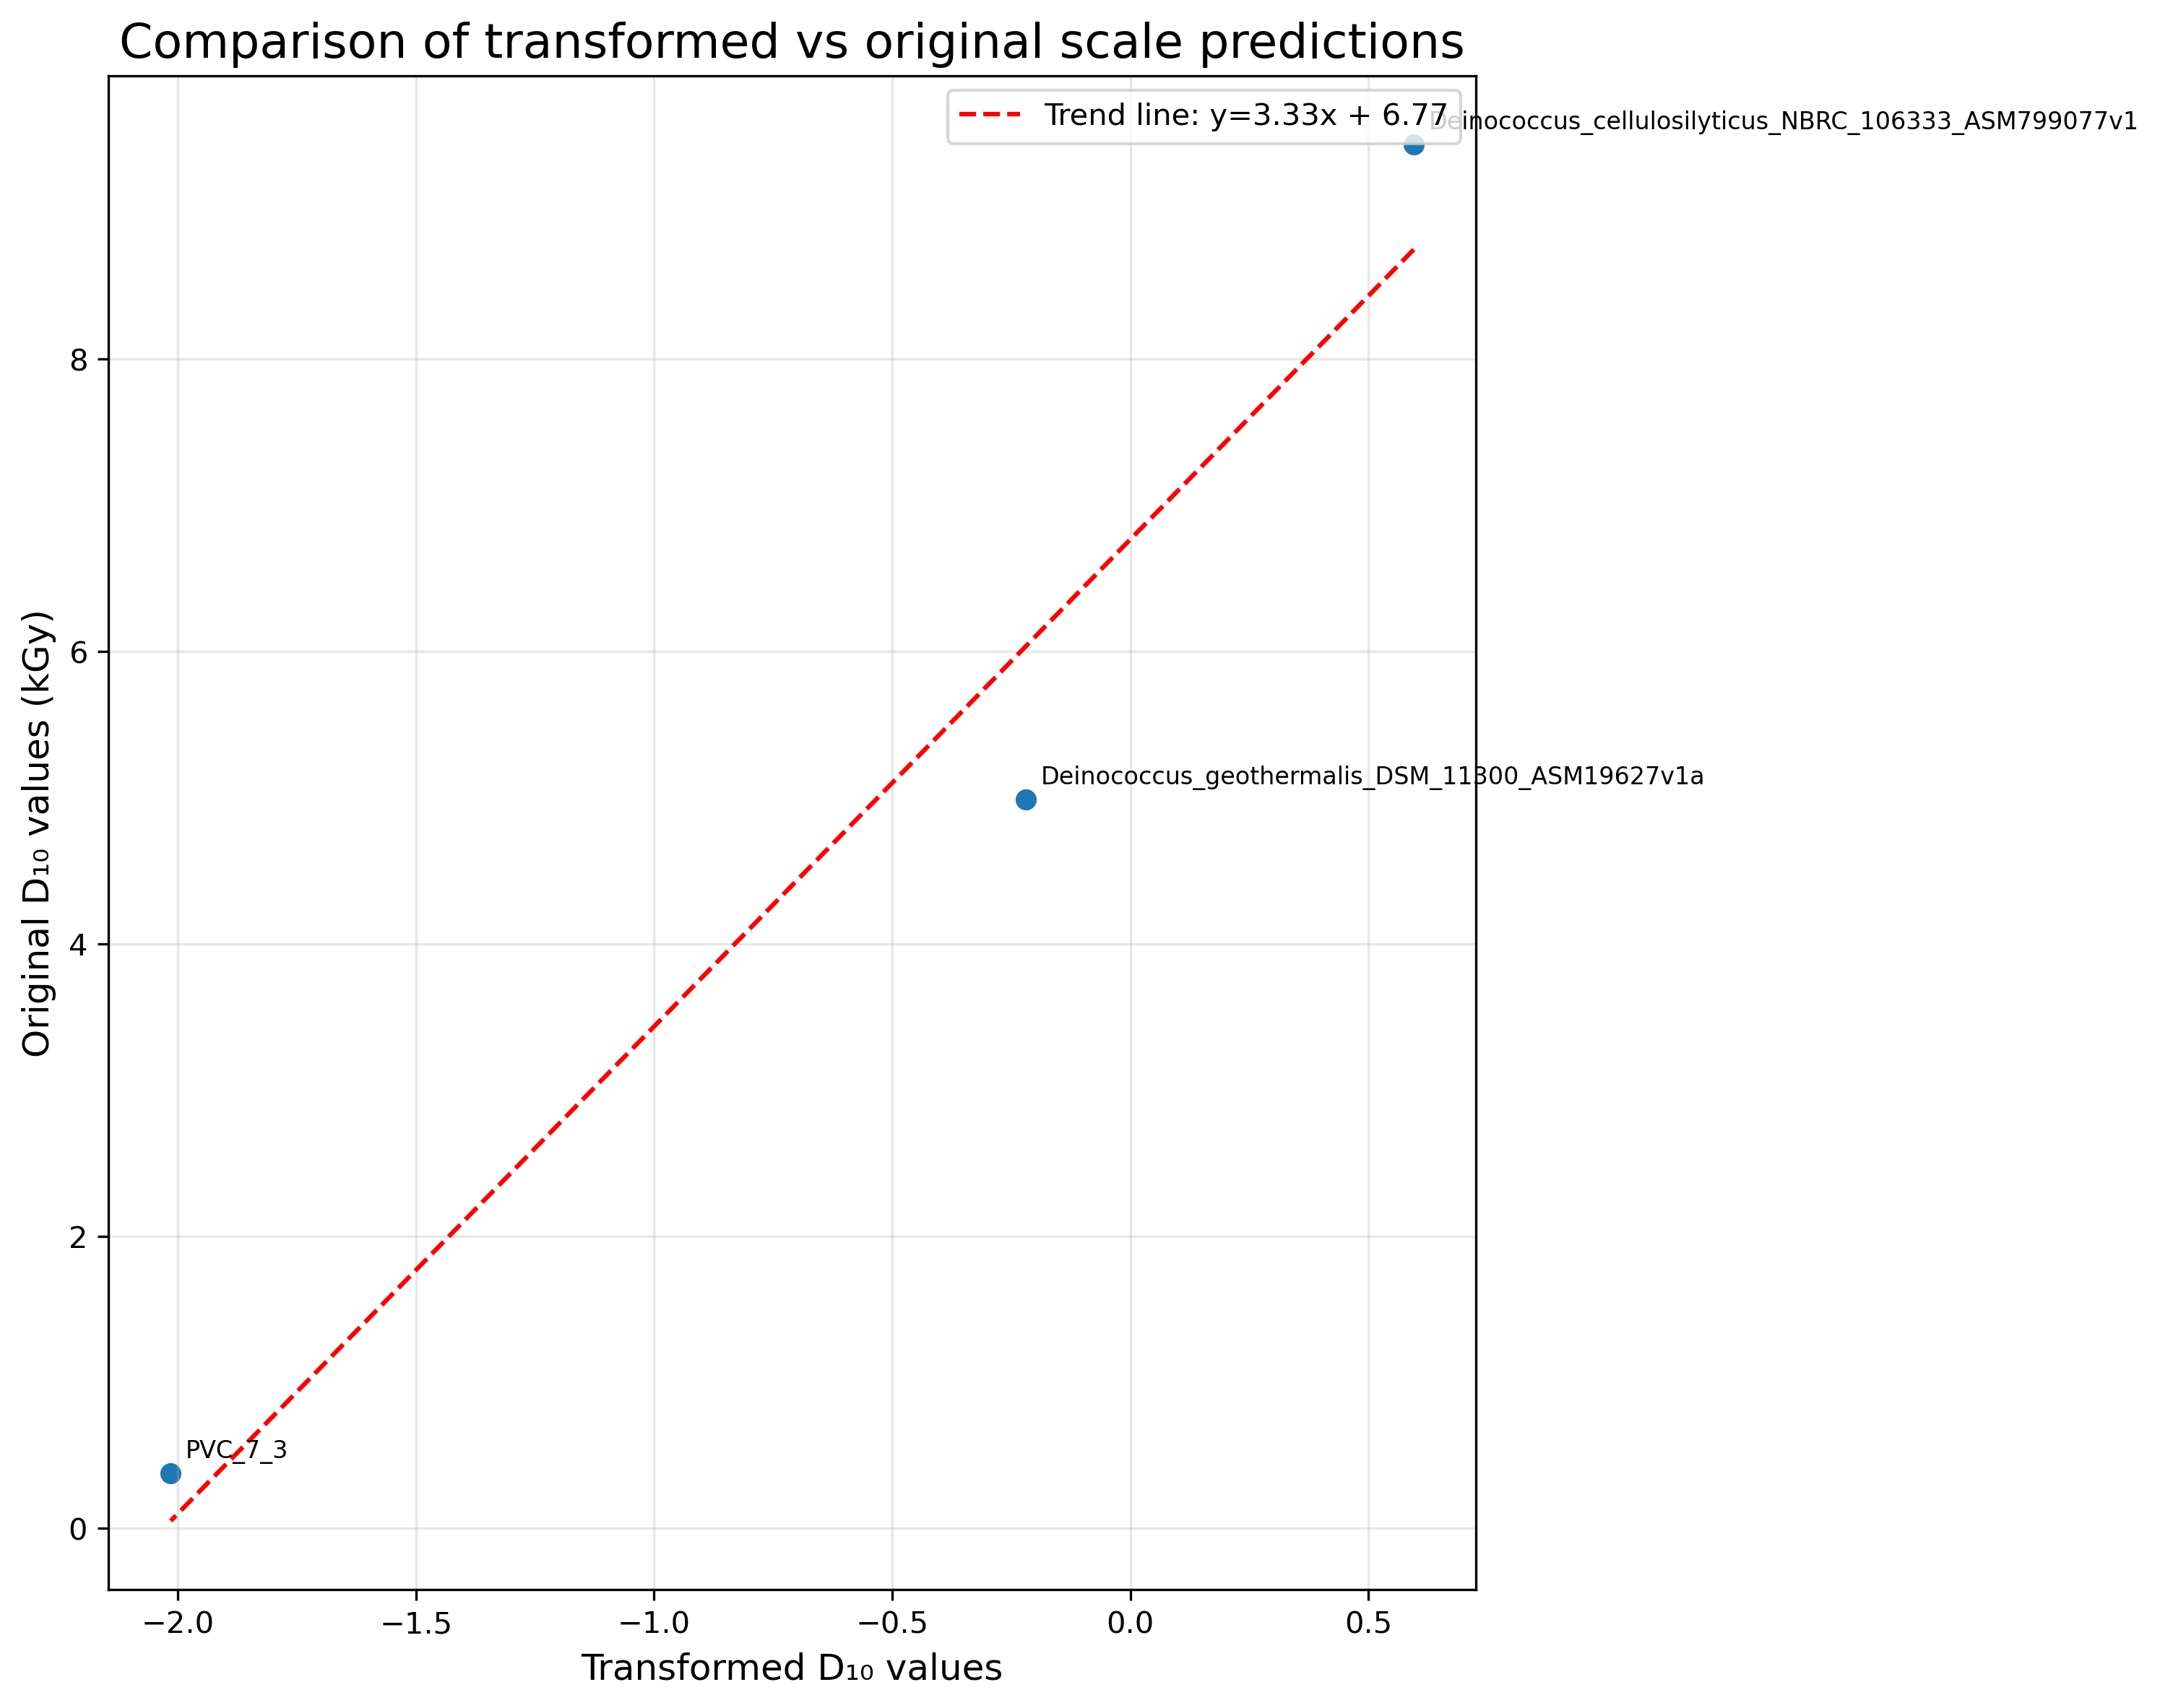 Comparison of transformed vs original scale predictions
Trend line: y=3.33x + 6.77
Deinococcus_cellulosilyticus_NBRC_106333_ASM799077v1
Original D₁₀ values (kGy)
8
6
Deinococcus_geothermalis_DSM_11300_ASM19627v1a
4
2
PVC_7_3
0
−2.0 −1.5 −1.0 −0.5 0.0 0.5
Transformed D₁₀ values